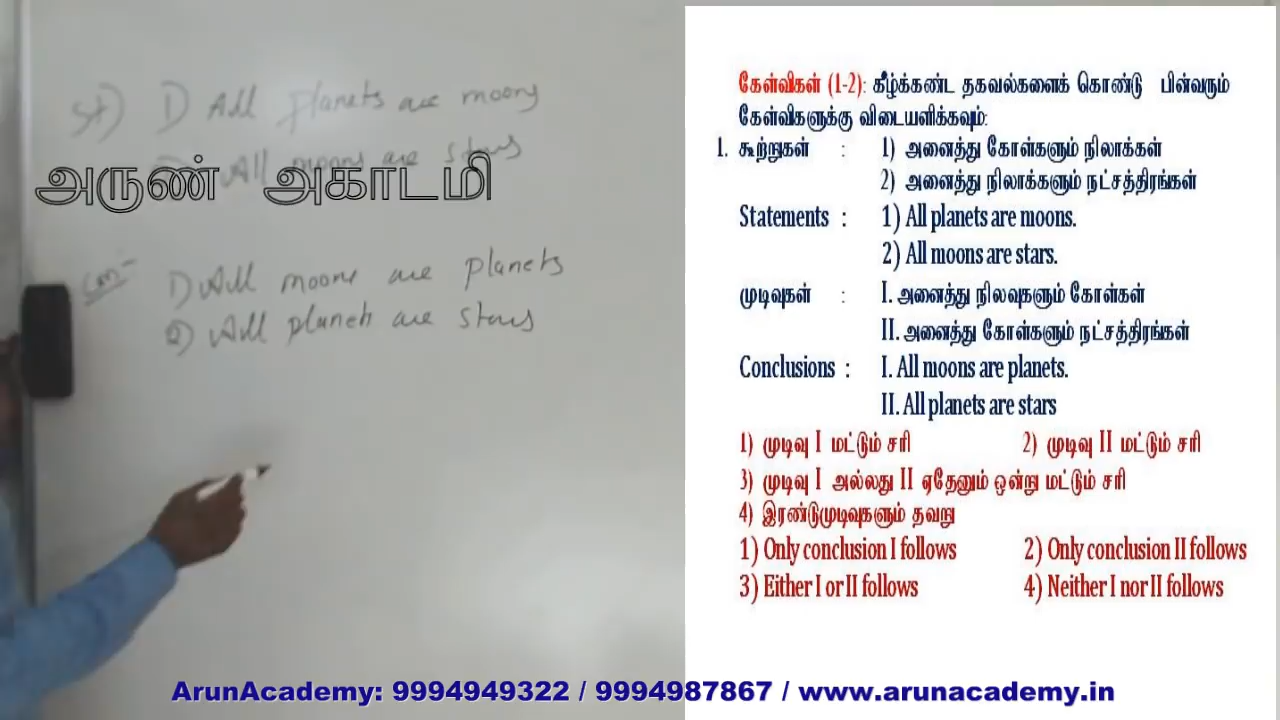 St) 1) All planets are moons
All moons are stars
அருண் அகாடமி
Con- 1) All moons are planets
2) All planets are stars
கேள்விகள் (1-2): கீழ்க்கண்ட தகவல்களைக் கொண்டு பின்வரும்
கேள்விகளுக்கு விடையளிக்கவும்:
1. கூற்றுகள் : 1) அனைத்து கோள்களும் நிலாக்கள்
2) அனைத்து நிலாக்களும் நட்சத்திரங்கள்
Statements : 1) All planets are moons.
2) All moons are stars.
முடிவுகள் : I. அனைத்து நிலவுகளும் கோள்கள்
II. அனைத்து கோள்களும் நட்சத்திரங்கள்
Conclusions : I. All moons are planets.
II. All planets are stars
1) முடிவு I மட்டும் சரி 2) முடிவு II மட்டும் சரி
3) முடிவு I அல்லது II ஏதேனும் ஒன்று மட்டும் சரி
4) இரண்டுமுடிவுகளும் தவறு
1) Only conclusion I follows 2) Only conclusion II follows
3) Either I or II follows 4) Neither I nor II follows
ArunAcademy: 9994949322 / 9994987867 / www.arunacademy.in